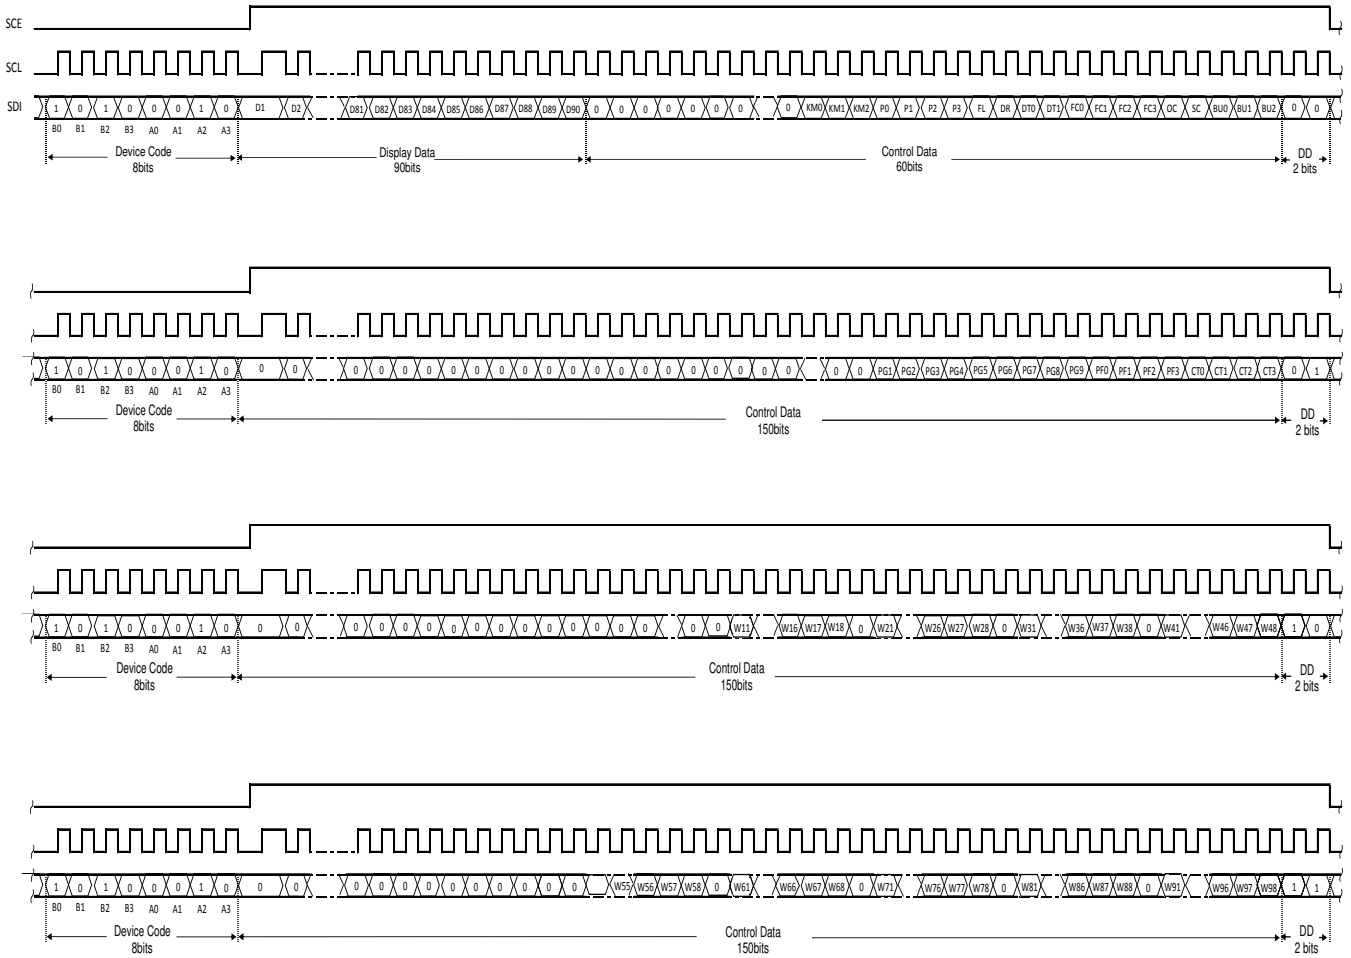 SCE
SCL
SDI 1 0 1 0 0 0 1 0 D1 D2 D81 D82 D83 D84 D85 D86 D87 D88 D89 D90 0 0 0 0 0 0 0 0 KM0 KM1 KM2 P0 P1 P2 P3 FL DR DT0 DT1 FC0 FC1 FC2 FC3 OC SC BU0 BU1 BU2 0 0
B0 B1 B2 B3 A0 A1 A2 A3
Device Code Display Data Control Data DD
8bits 90bits 60bits 2 bits
1 0 1 0 0 0 1 0 0 0 0 0 0 0 0 0 0 0 0 0 0 0 0 0 0 0 0 0 0 0 0 PG1 PG2 PG3 PG4 PG5 PG6 PG7 PG8 PG9 PF0 PF1 PF2 PF3 CT0 CT1 CT2 CT3 0 1
B0 B1 B2 B3 A0 A1 A2 A3
Device Code Control Data DD
8bits 150bits 2 bits
1 0 1 0 0 0 1 0 0 0 0 0 0 0 0 0 0 0 0 0 0 0 0 0 0 0 W11 W16 W17 W18 0 W21 W26 W27 W28 0 W31 W36 W37 W38 0 W41 W46 W47 W48 1 0
B0 B1 B2 B3 A0 A1 A2 A3
Device Code Control Data DD
8bits 150bits 2 bits
1 0 1 0 0 0 1 0 0 0 0 0 0 0 0 0 0 0 0 0 0 W55 W56 W57 W58 0 W61 W66 W67 W68 0 W71 W76 W77 W78 0 W81 W86 W87 W88 0 W91 W96 W97 W98 1 1
B0 B1 B2 B3 A0 A1 A2 A3
Device Code Control Data DD
8bits 150bits 2 bits